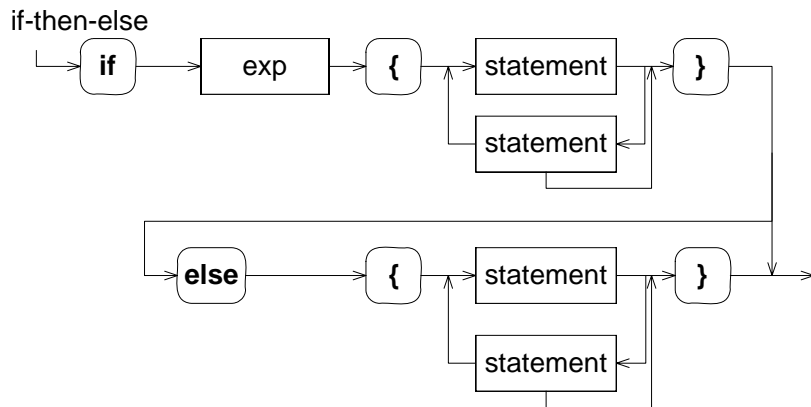 if-then-else
if exp { statement }
statement
else { statement }
statement